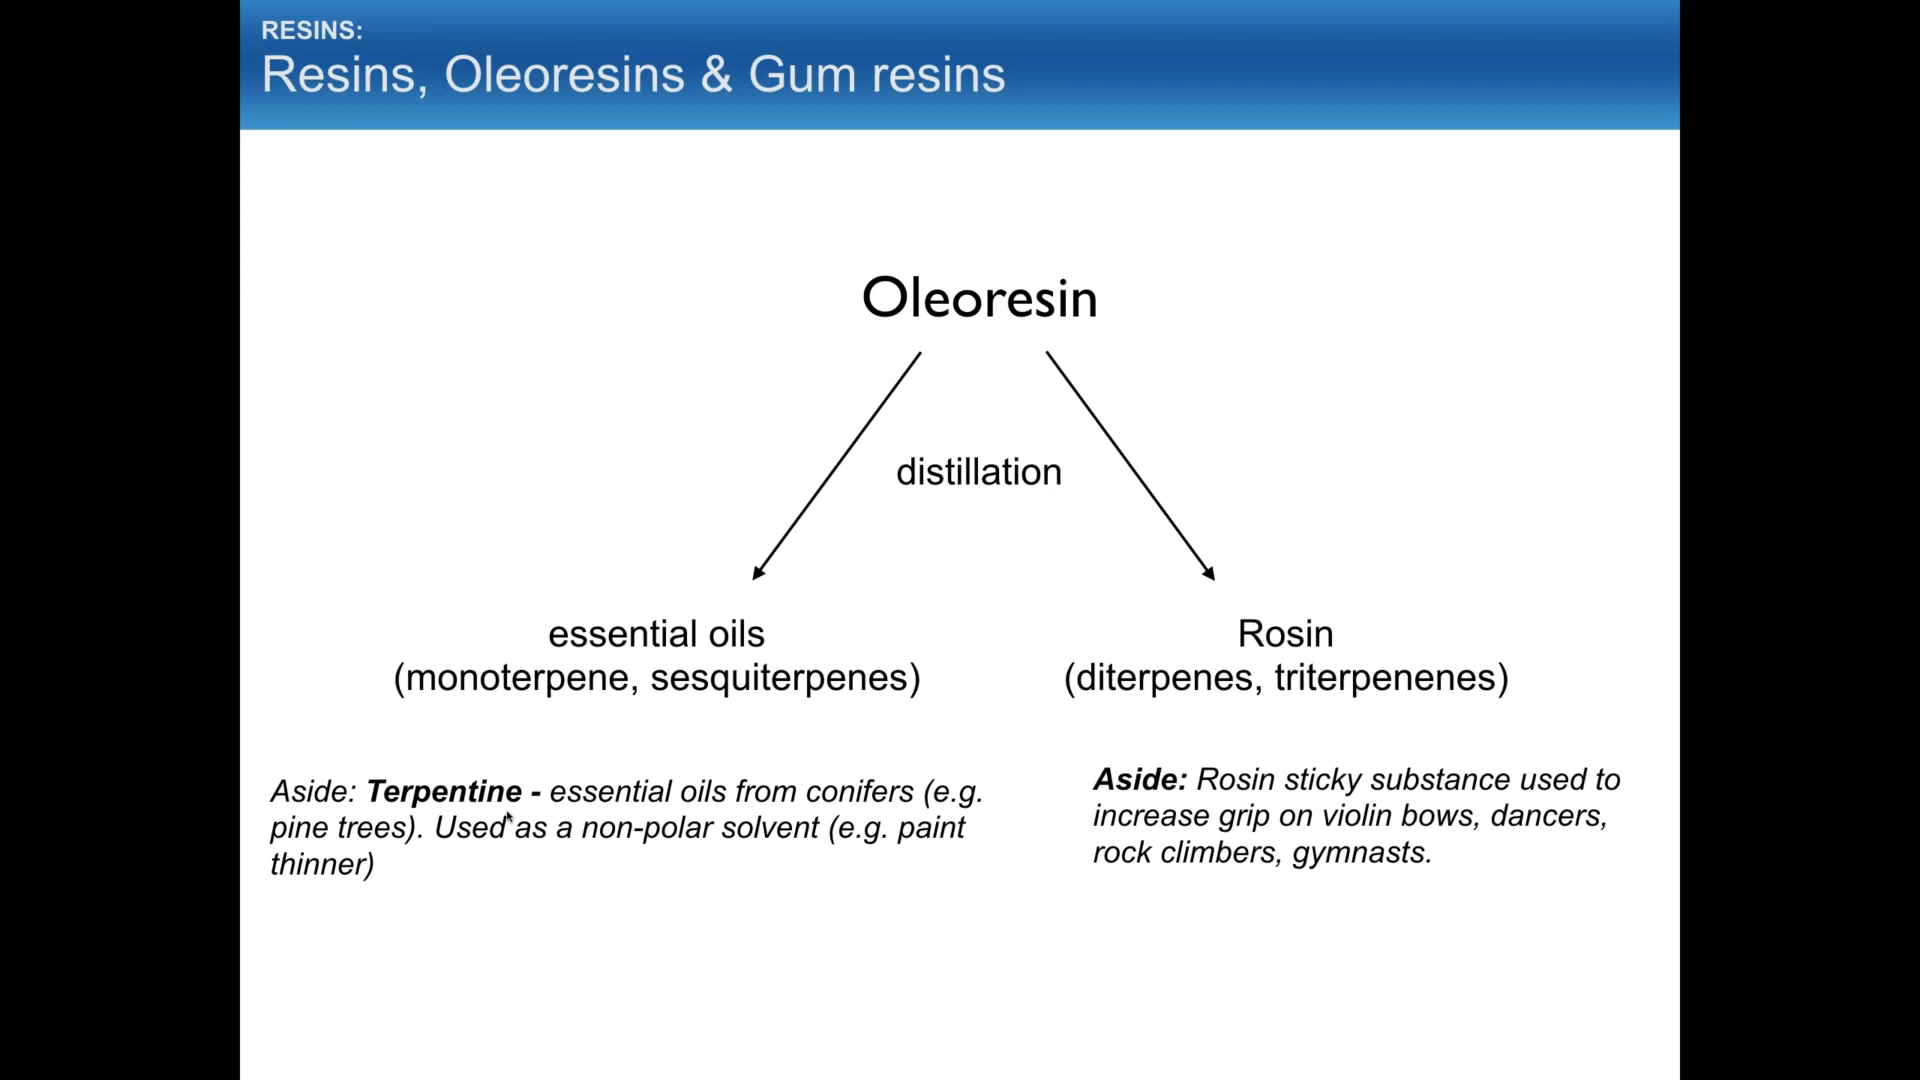 RESINS:
Resins, Oleoresins & Gum resins
Oleoresin
distillation
essential oils
(monoterpene, sesquiterpenes)
Rosin
(diterpenes, triterpenenes)
Aside: Terpentine - essential oils from conifers (e.g.
pine trees). Used as a non-polar solvent (e.g. paint
thinner)
Aside: Rosin sticky substance used to
increase grip on violin bows, dancers,
rock climbers, gymnasts.